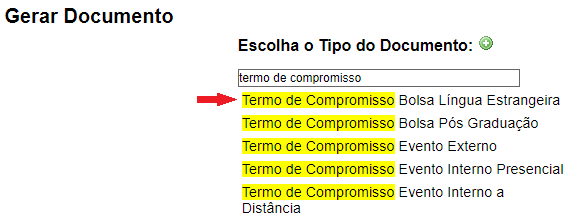 Gerar Documento
Escolha o Tipo do Documento:
termo de compromisso
Termo de Compromisso Bolsa Língua Estrangeira
Termo de Compromisso Bolsa Pós Graduação
Termo de Compromisso Evento Externo
Termo de Compromisso Evento Interno Presencial
Termo de Compromisso Evento Interno a
Distância